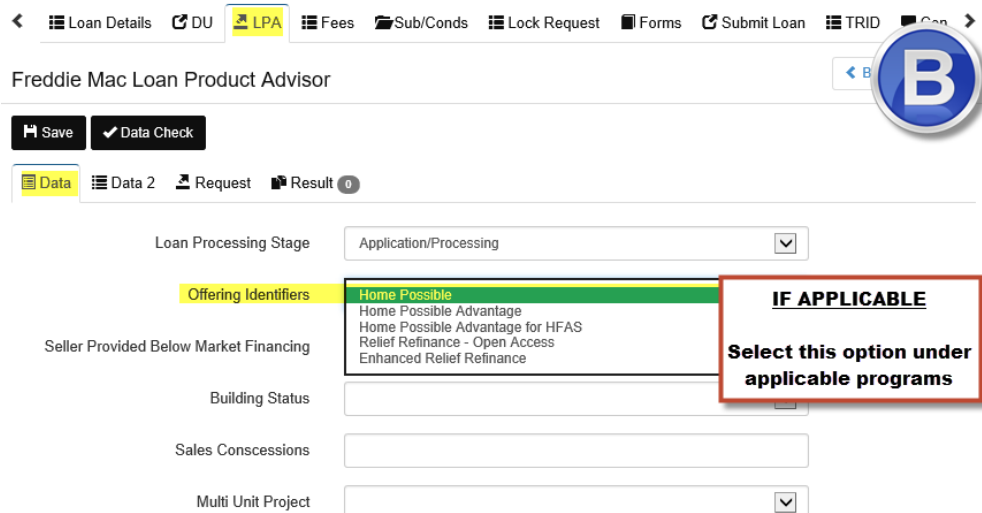 Loan Details DU LPA Fees Sub/Conds Lock Request Forms Submit Loan TRID
Freddie Mac Loan Product Advisor
B
B
Save Data Check
Data Data 2 Request Result 0
Loan Processing Stage Application/Processing
Offering Identifiers Home Possible
Home Possible Advantage
Home Possible Advantage for HFAS
Relief Refinance - Open Access
Enhanced Relief Refinance
IF APPLICABLE
Select this option under
applicable programs
Seller Provided Below Market Financing
Building Status
Sales Conscessions
Multi Unit Project